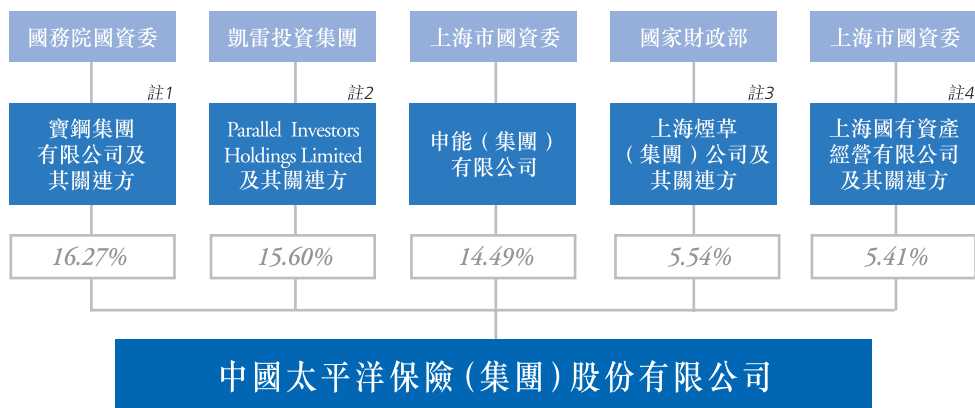 國務院國資委
凱雷投資集團
上海市國資委
國家財政部
上海市國資委
註1
註2
註3
註4
寶鋼集團
有限公司及
其關連方
Parallel Investors
Holdings Limited
及其關連方
申能（集團）
有限公司
上海煙草
（集團）公司及
其關連方
上海國有資產
經營有限公司
及其關連方
16.27%
15.60%
14.49%
5.54%
5.41%
中國太平洋保險（集團）股份有限公司